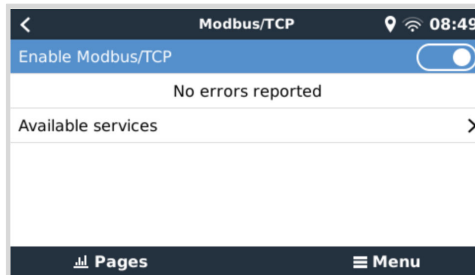 Modbus/TCP 08:49
Enable Modbus/TCP
No errors reported
Available services
Pages Menu